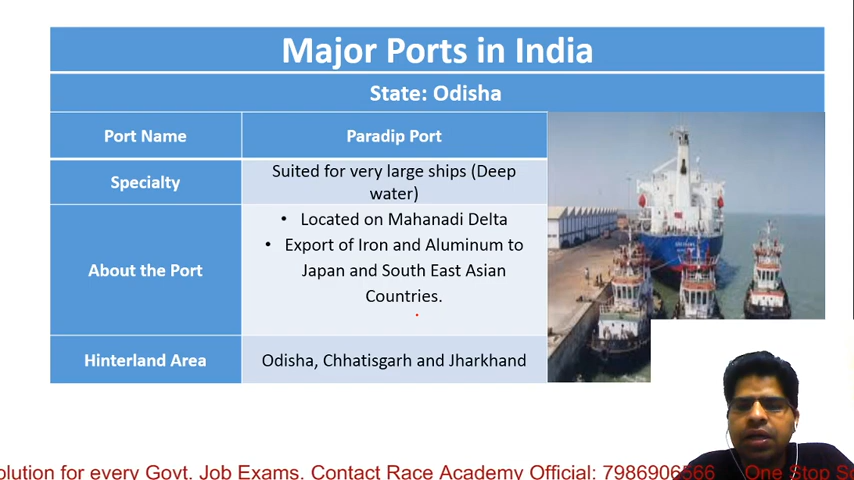 Major Ports in India
State: Odisha
Port Name
Paradip Port
Specialty
Suited for very large ships (Deep
water)
About the Port
• Located on Mahanadi Delta
• Export of Iron and Aluminum to
Japan and South East Asian
Countries.
Hinterland Area
Odisha, Chhatisgarh and Jharkhand
olution for every Govt. Job Exams. Contact Race Academy Official: 7986906566 One Stop